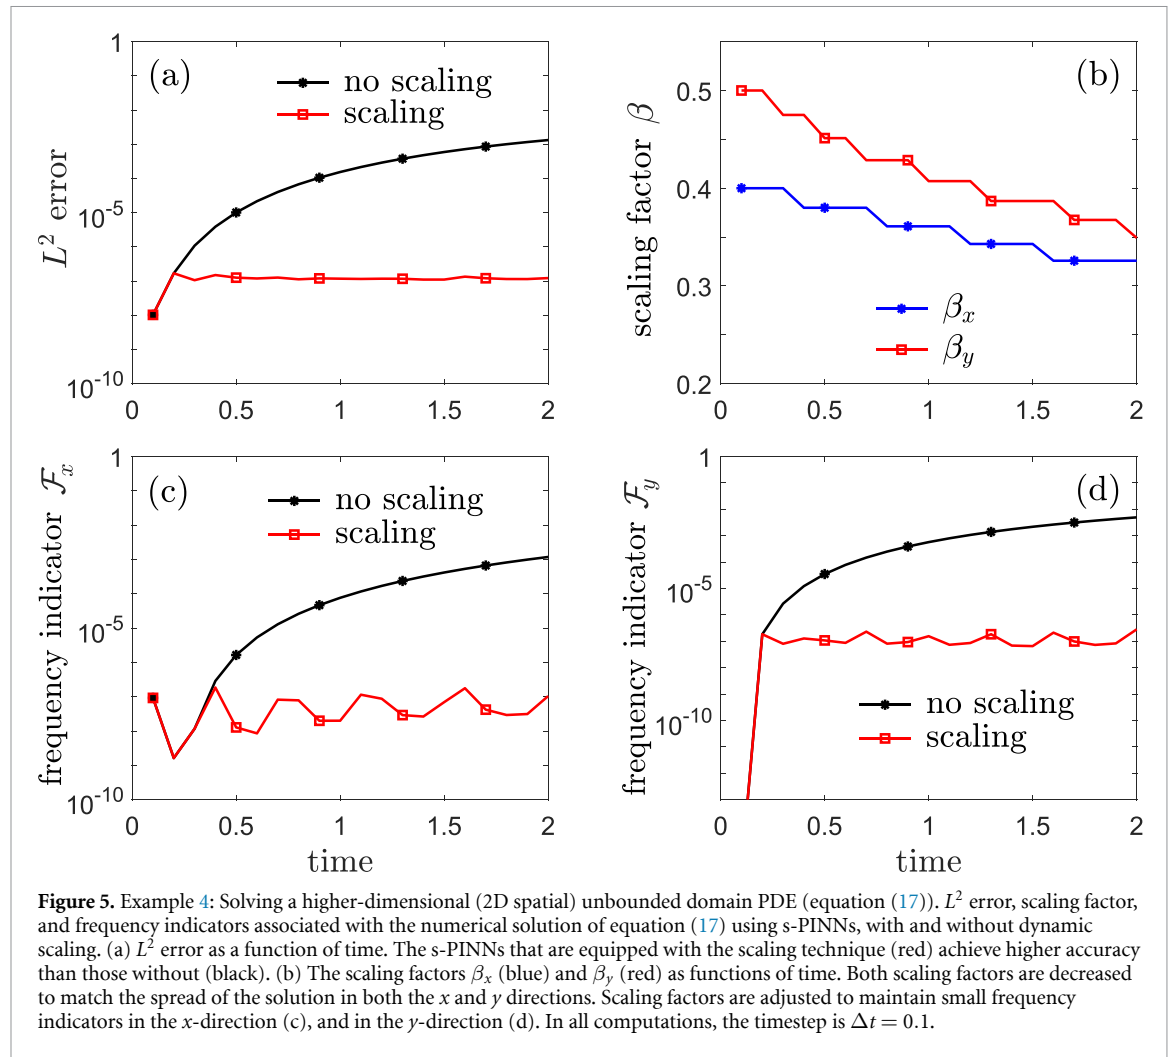 1
(a)
no scaling
scaling
L² error
10⁻⁵
10⁻¹⁰
0 0.5 1 1.5 2
(b)
0.5
0.4
0.3
0.2
scaling factor β
βₓ
β_y
0 0.5 1 1.5 2
1
(c)
no scaling
scaling
frequency indicator ℱₓ
10⁻⁵
10⁻¹⁰
0 0.5 1 1.5 2
time
1
(d)
frequency indicator ℱ_y
10⁻⁵
10⁻¹⁰
no scaling
scaling
0 0.5 1 1.5 2
time
Figure 5. Example 4: Solving a higher-dimensional (2D spatial) unbounded domain PDE (equation (17)). L² error, scaling factor,
and frequency indicators associated with the numerical solution of equation (17) using s-PINNs, with and without dynamic
scaling. (a) L² error as a function of time. The s-PINNs that are equipped with the scaling technique (red) achieve higher accuracy
than those without (black). (b) The scaling factors βₓ (blue) and β_y (red) as functions of time. Both scaling factors are decreased
to match the spread of the solution in both the x and y directions. Scaling factors are adjusted to maintain small frequency
indicators in the x-direction (c), and in the y-direction (d). In all computations, the timestep is Δt = 0.1.